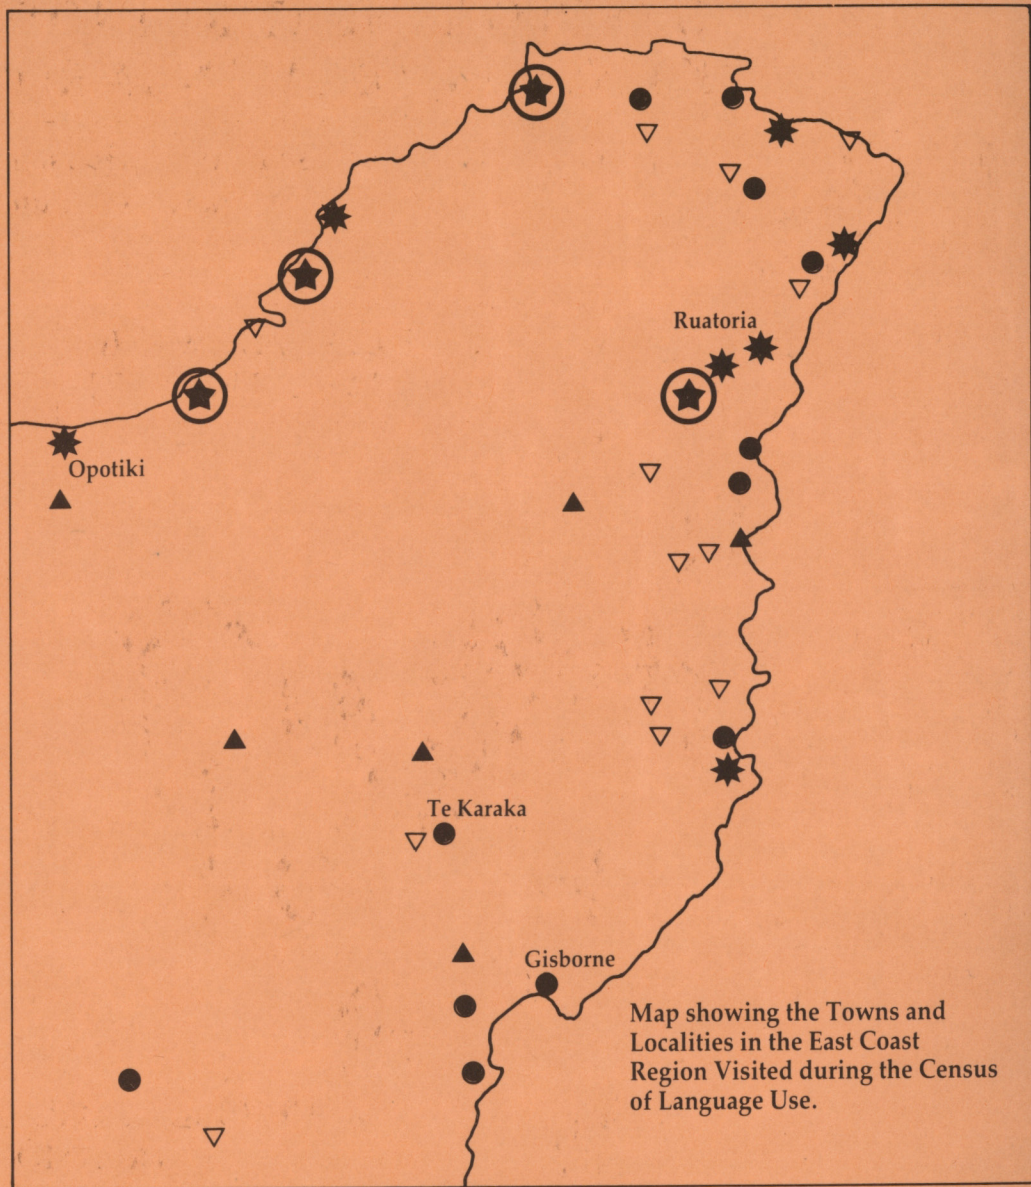 Ruatoria
Opotiki
Te Karaka
Gisborne
Map showing the Towns and
Localities in the East Coast
Region Visited during the Census
of Language Use.